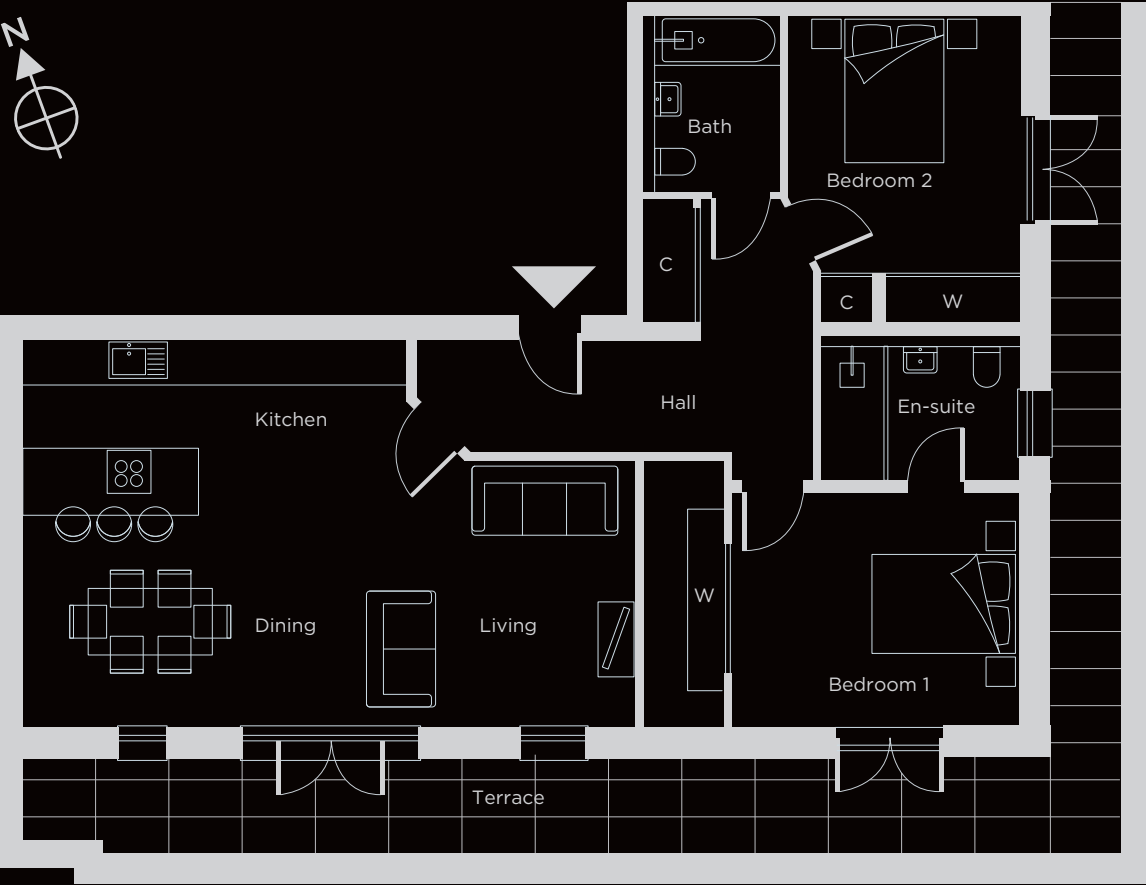 N
Bath
Bedroom 2
C
C
W
Kitchen
Hall
En-suite
W
Dining
Living
Bedroom 1
Terrace